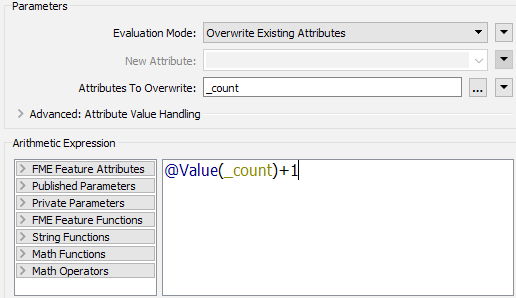 Parameters
Evaluation Mode: Overwrite Existing Attributes
New Attribute:
Attributes To Overwrite: _count ...
Advanced: Attribute Value Handling
Arithmetic Expression
FME Feature Attributes
Published Parameters
Private Parameters
FME Feature Functions
String Functions
Math Functions
Math Operators
@Value(_count)+1